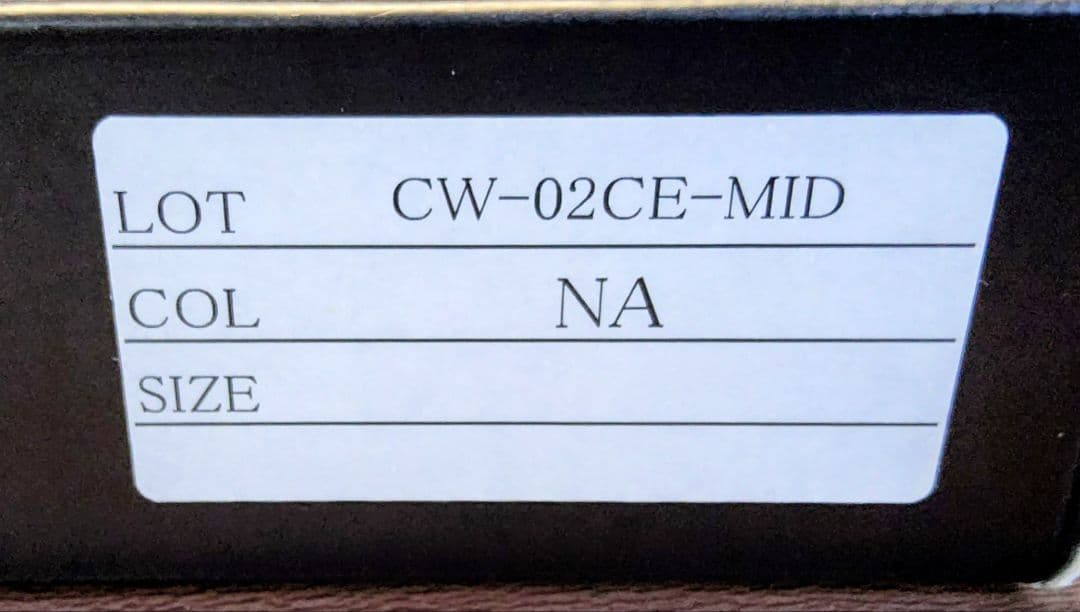 LOT CW-02CE-MID
COL NA
SIZE